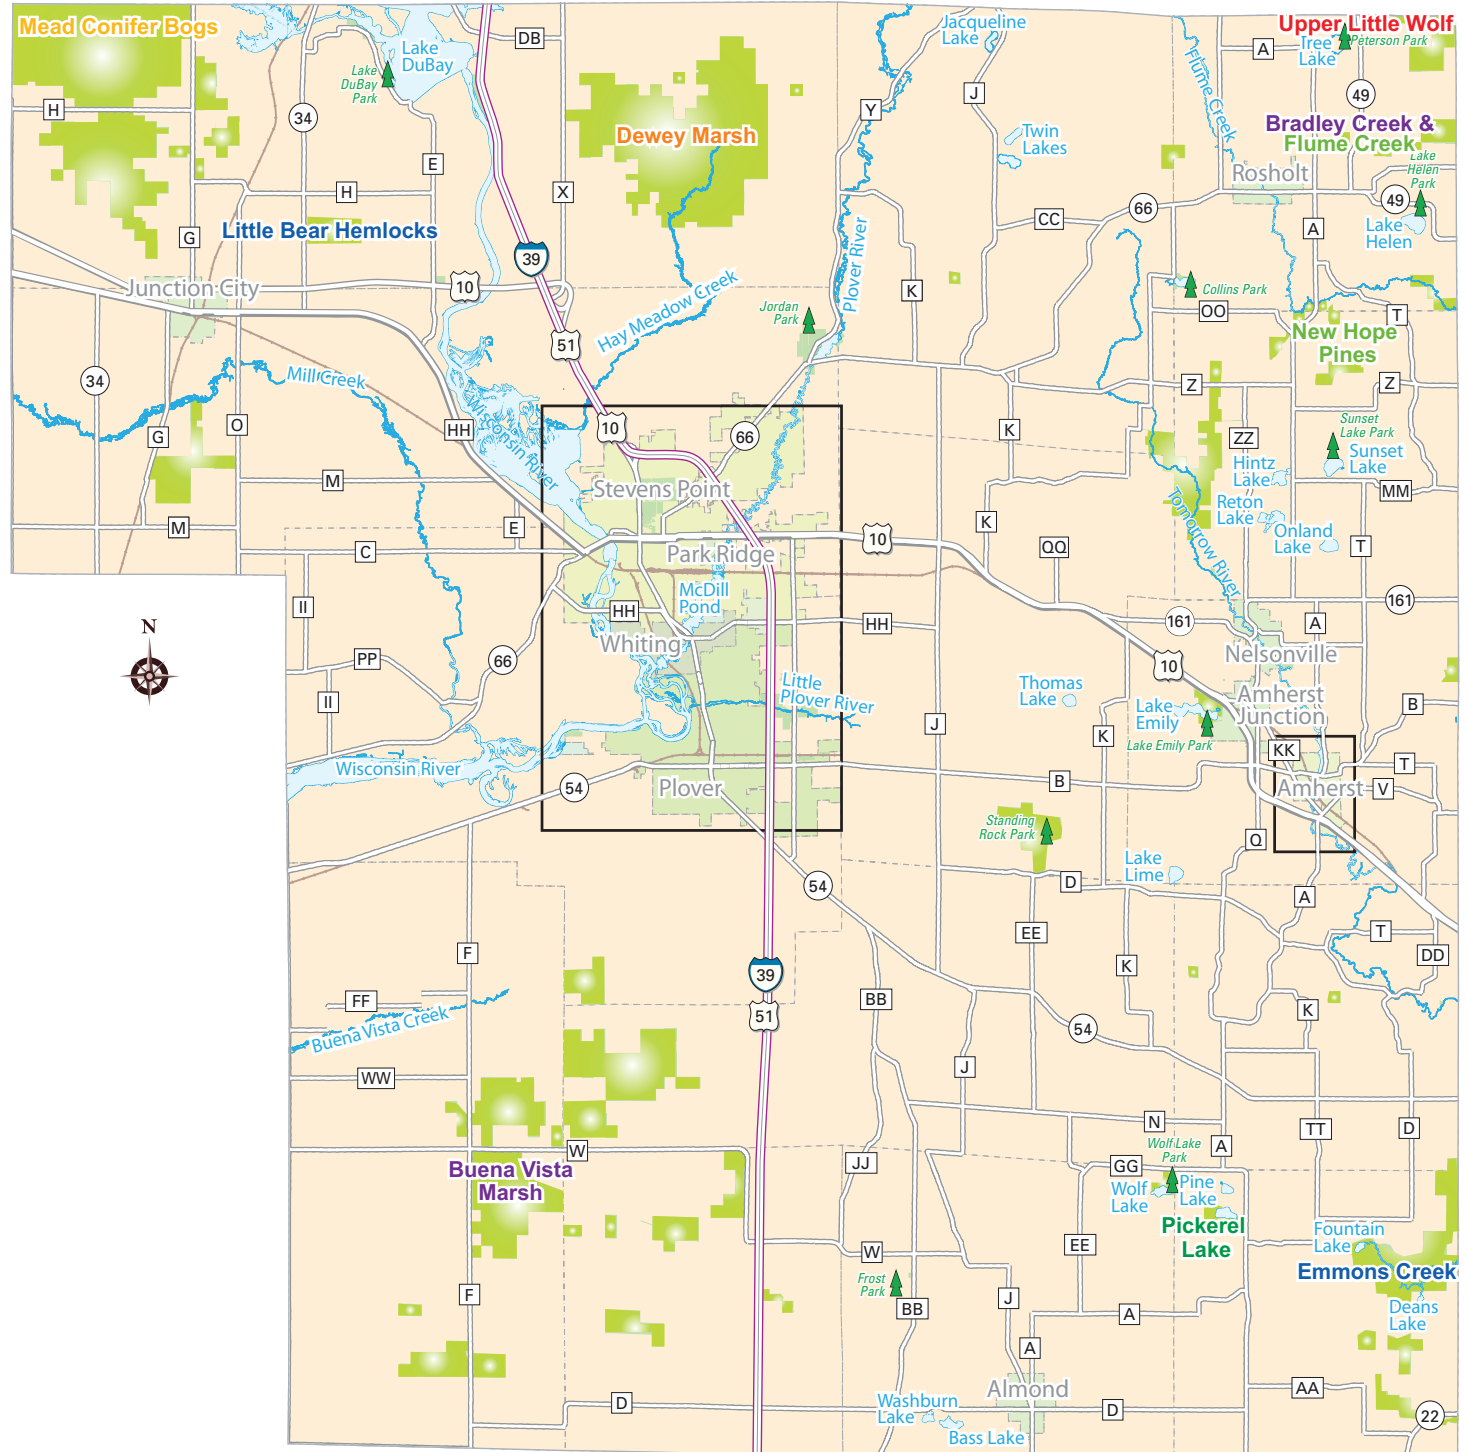 Mead Conifer Bogs
Lake
DuBay
DB
Jacqueline
Lake
Upper Little Wolf
A
Tree
Lake
Peterson Park
Lake
DuBay
Park
H
34
Y
J
Flume Creek
49
Dewey Marsh
Twin
Lakes
Bradley Creek &
Flume Creek
E
Lake
Helen
Park
Rosholt
H
X
66
49
CC
Little Bear Hemlocks
G
A
Lake
Helen
39
Plover River
Junction City
10
Hay Meadow Creek
K
Collins Park
Jordan
Park
OO
T
51
New Hope
Pines
34
Mill Creek
Z
Z
G
O
HH
Wisconsin River
10
66
K
ZZ
Sunset
Lake Park
Sunset
Lake
Hintz
Lake
M
Stevens Point
MM
Tomorrow River
Reton
Lake
M
E
K
Onland
Lake
C
Park Ridge
10
QQ
T
II
McDill
Pond
HH
HH
161
161
A
Whiting
PP
66
Nelsonville
10
II
Little
Plover River
Thomas
Lake
Lake
Emily
Amherst
Junction
B
J
K
Lake Emily Park
KK
Wisconsin River
T
54
Plover
B
Amherst
V
Standing
Rock Park
Q
Lake
Lime
54
D
A
EE
T
F
K
DD
39
FF
BB
51
K
Buena Vista Creek
54
WW
J
N
TT
D
W
Wolf Lake
Park
A
Buena Vista
Marsh
JJ
GG
Wolf
Lake
Pine
Lake
Pickerel
Lake
Fountain
Lake
W
EE
Emmons Creek
Frost
Park
F
J
BB
A
Deans
Lake
A
Almond
AA
D
Washburn
Lake
D
22
Bass Lake
N